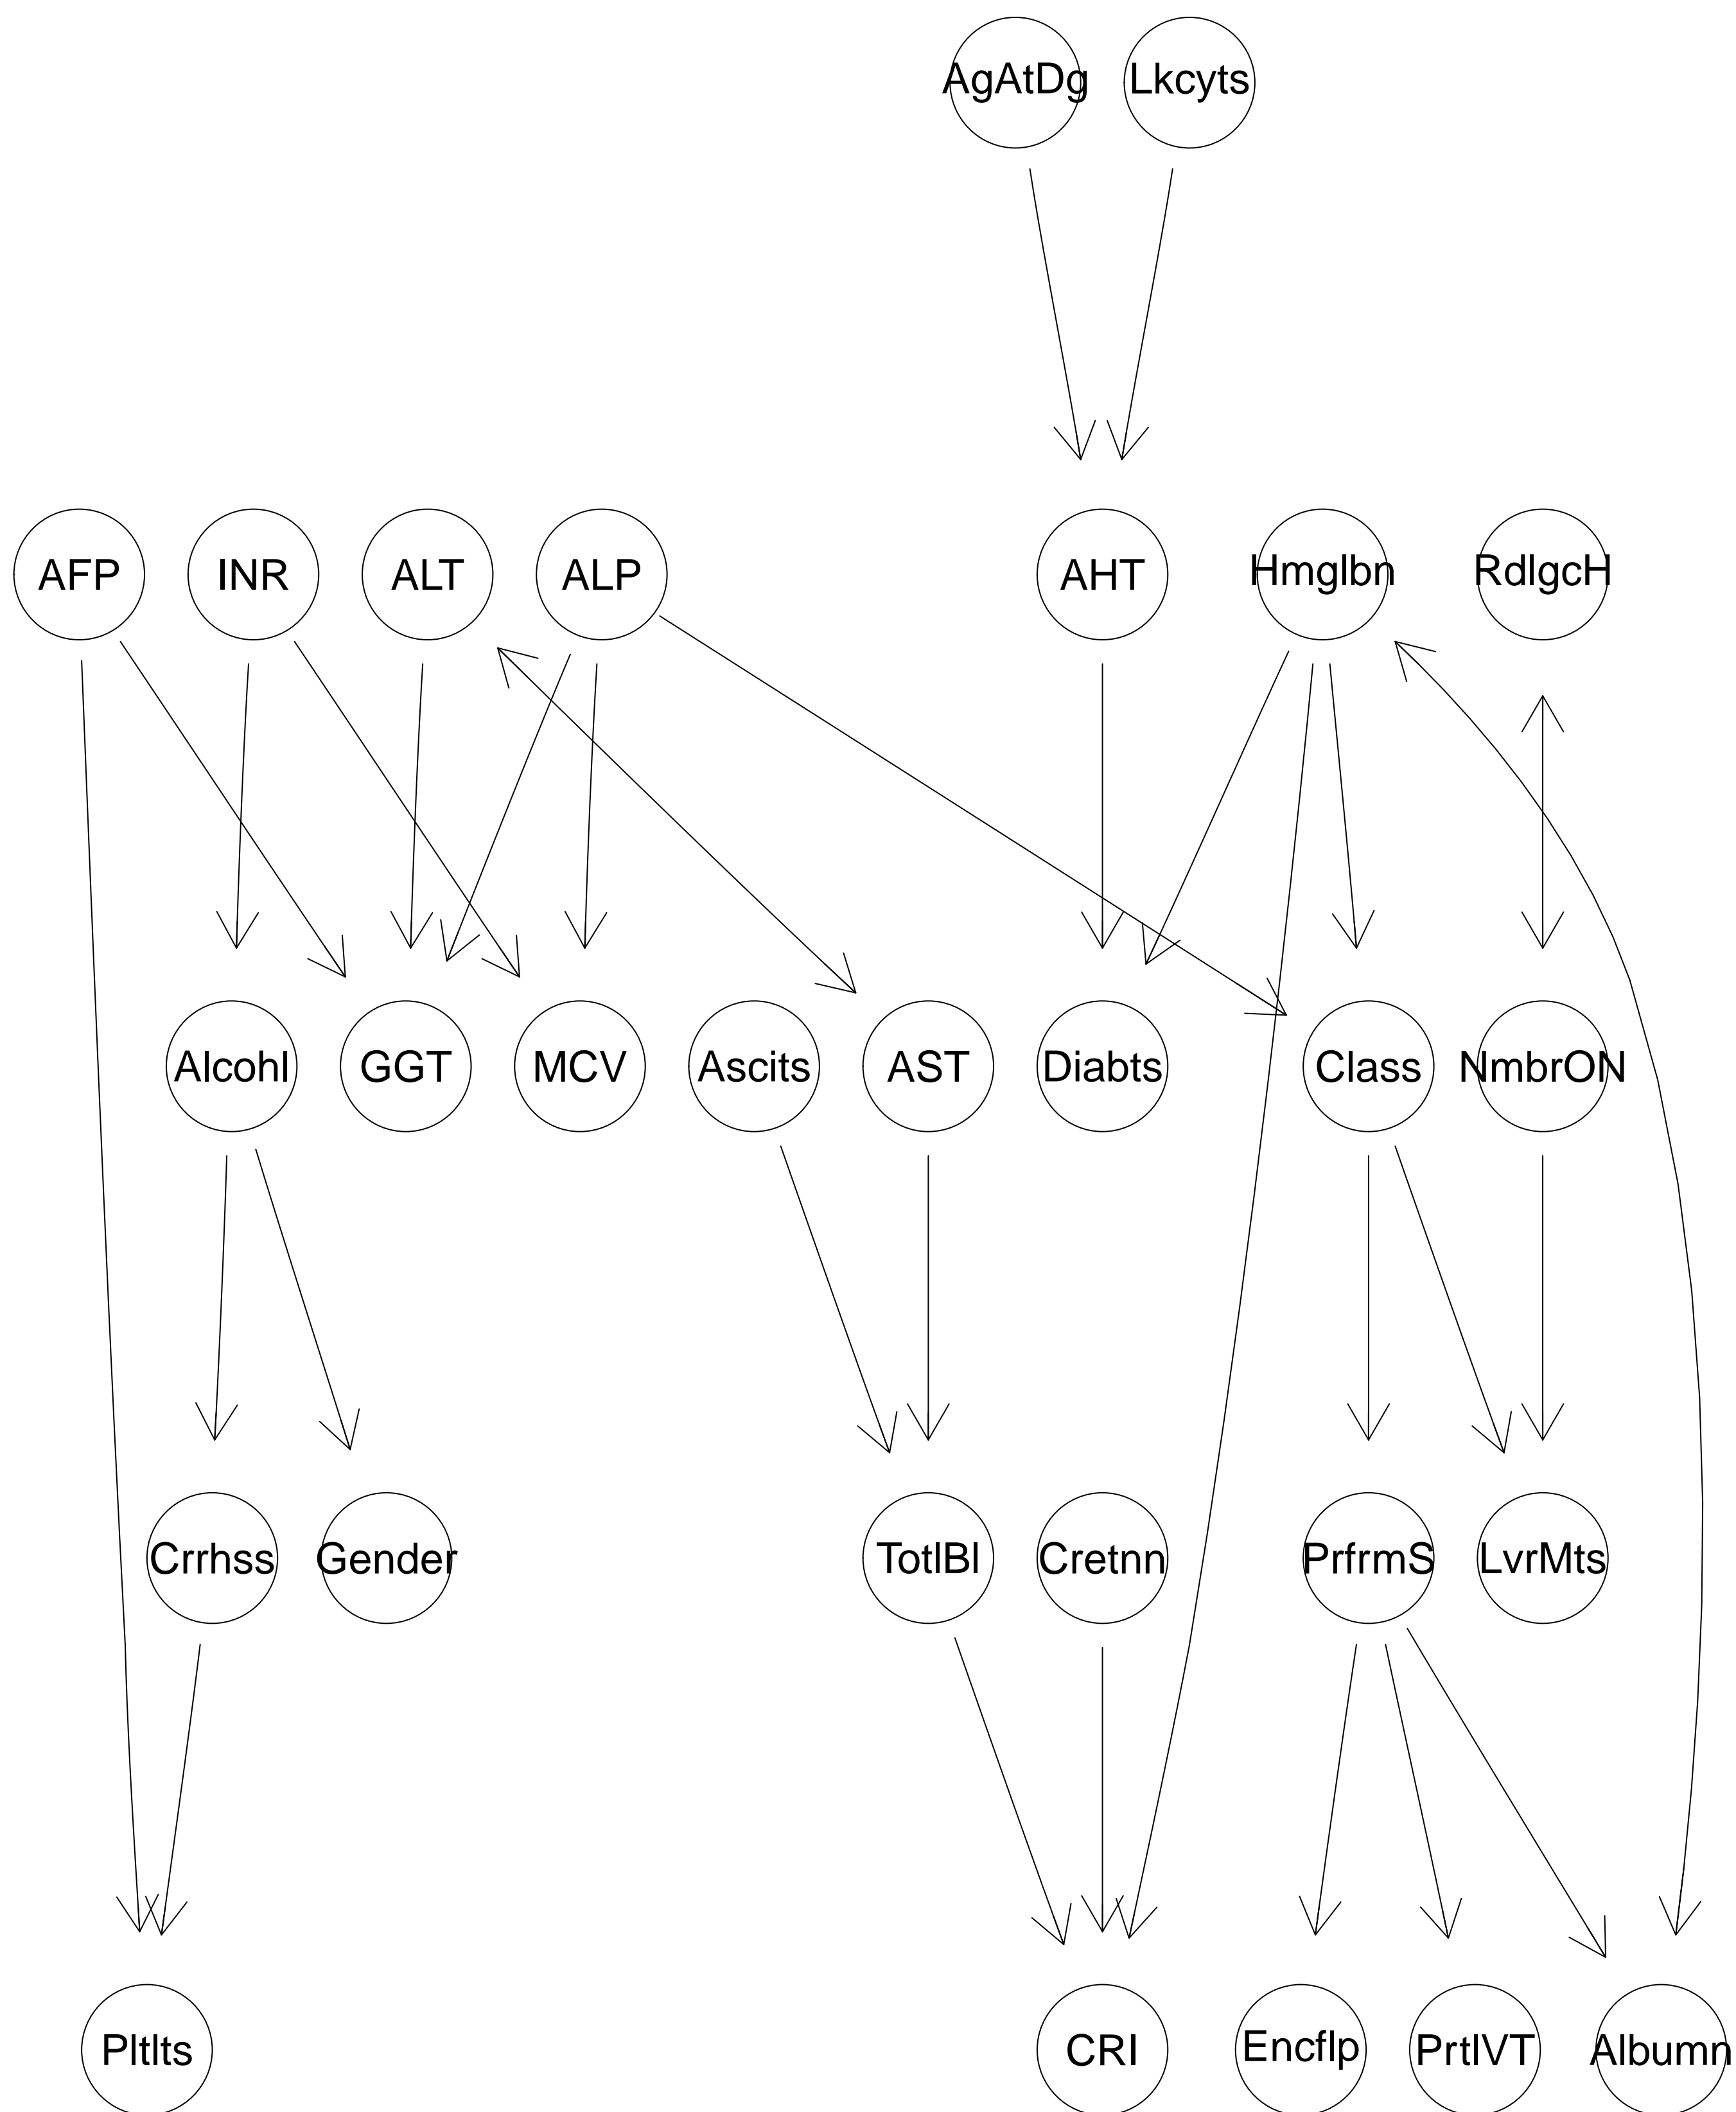 AgAtDg Lkcyts
AFP INR ALT ALP AHT Hmglbn RdlgcH
Alcohl GGT MCV Ascits AST Diabts Class NmbrON
Crrhss Gender TotlBl Cretnn PrfrmS LvrMts
Pltlts CRI Encflp PrtlVT Albumn